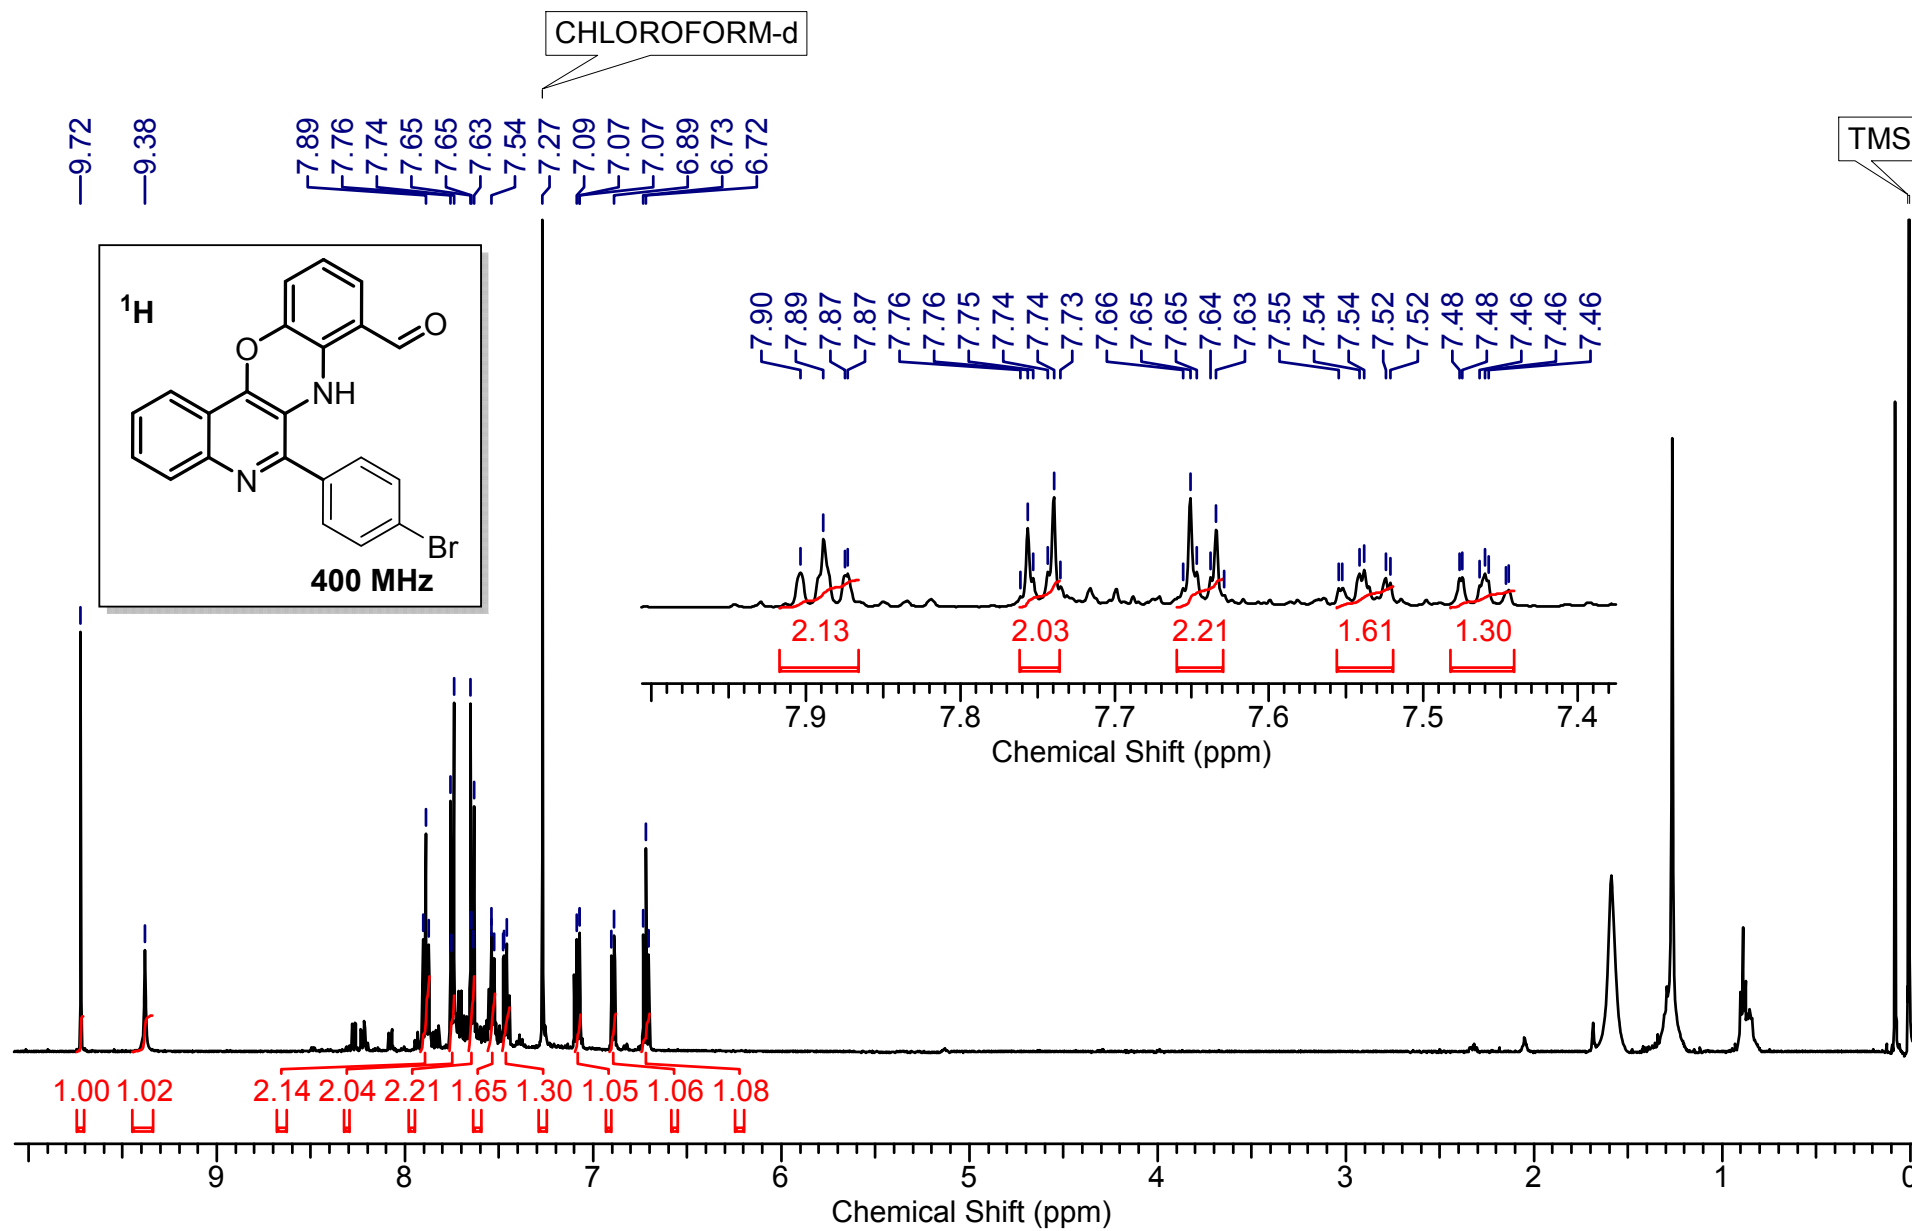 CHLOROFORM-d
TMS
9.72
9.38
7.89
7.76
7.74
7.65
7.65
7.63
7.54
7.27
7.09
7.07
7.07
6.89
6.73
6.72
¹H
O
O
NH
N
Br
400 MHz
7.90
7.89
7.87
7.87
7.76
7.76
7.75
7.74
7.74
7.73
7.66
7.65
7.65
7.64
7.63
7.55
7.54
7.54
7.52
7.52
7.48
7.48
7.46
7.46
7.46
2.13 2.03 2.21 1.61 1.30
7.9 7.8 7.7 7.6 7.5 7.4
Chemical Shift (ppm)
1.00 1.02 2.14 2.04 2.21 1.65 1.30 1.05 1.06 1.08
9 8 7 6 5 4 3 2 1 0
Chemical Shift (ppm)